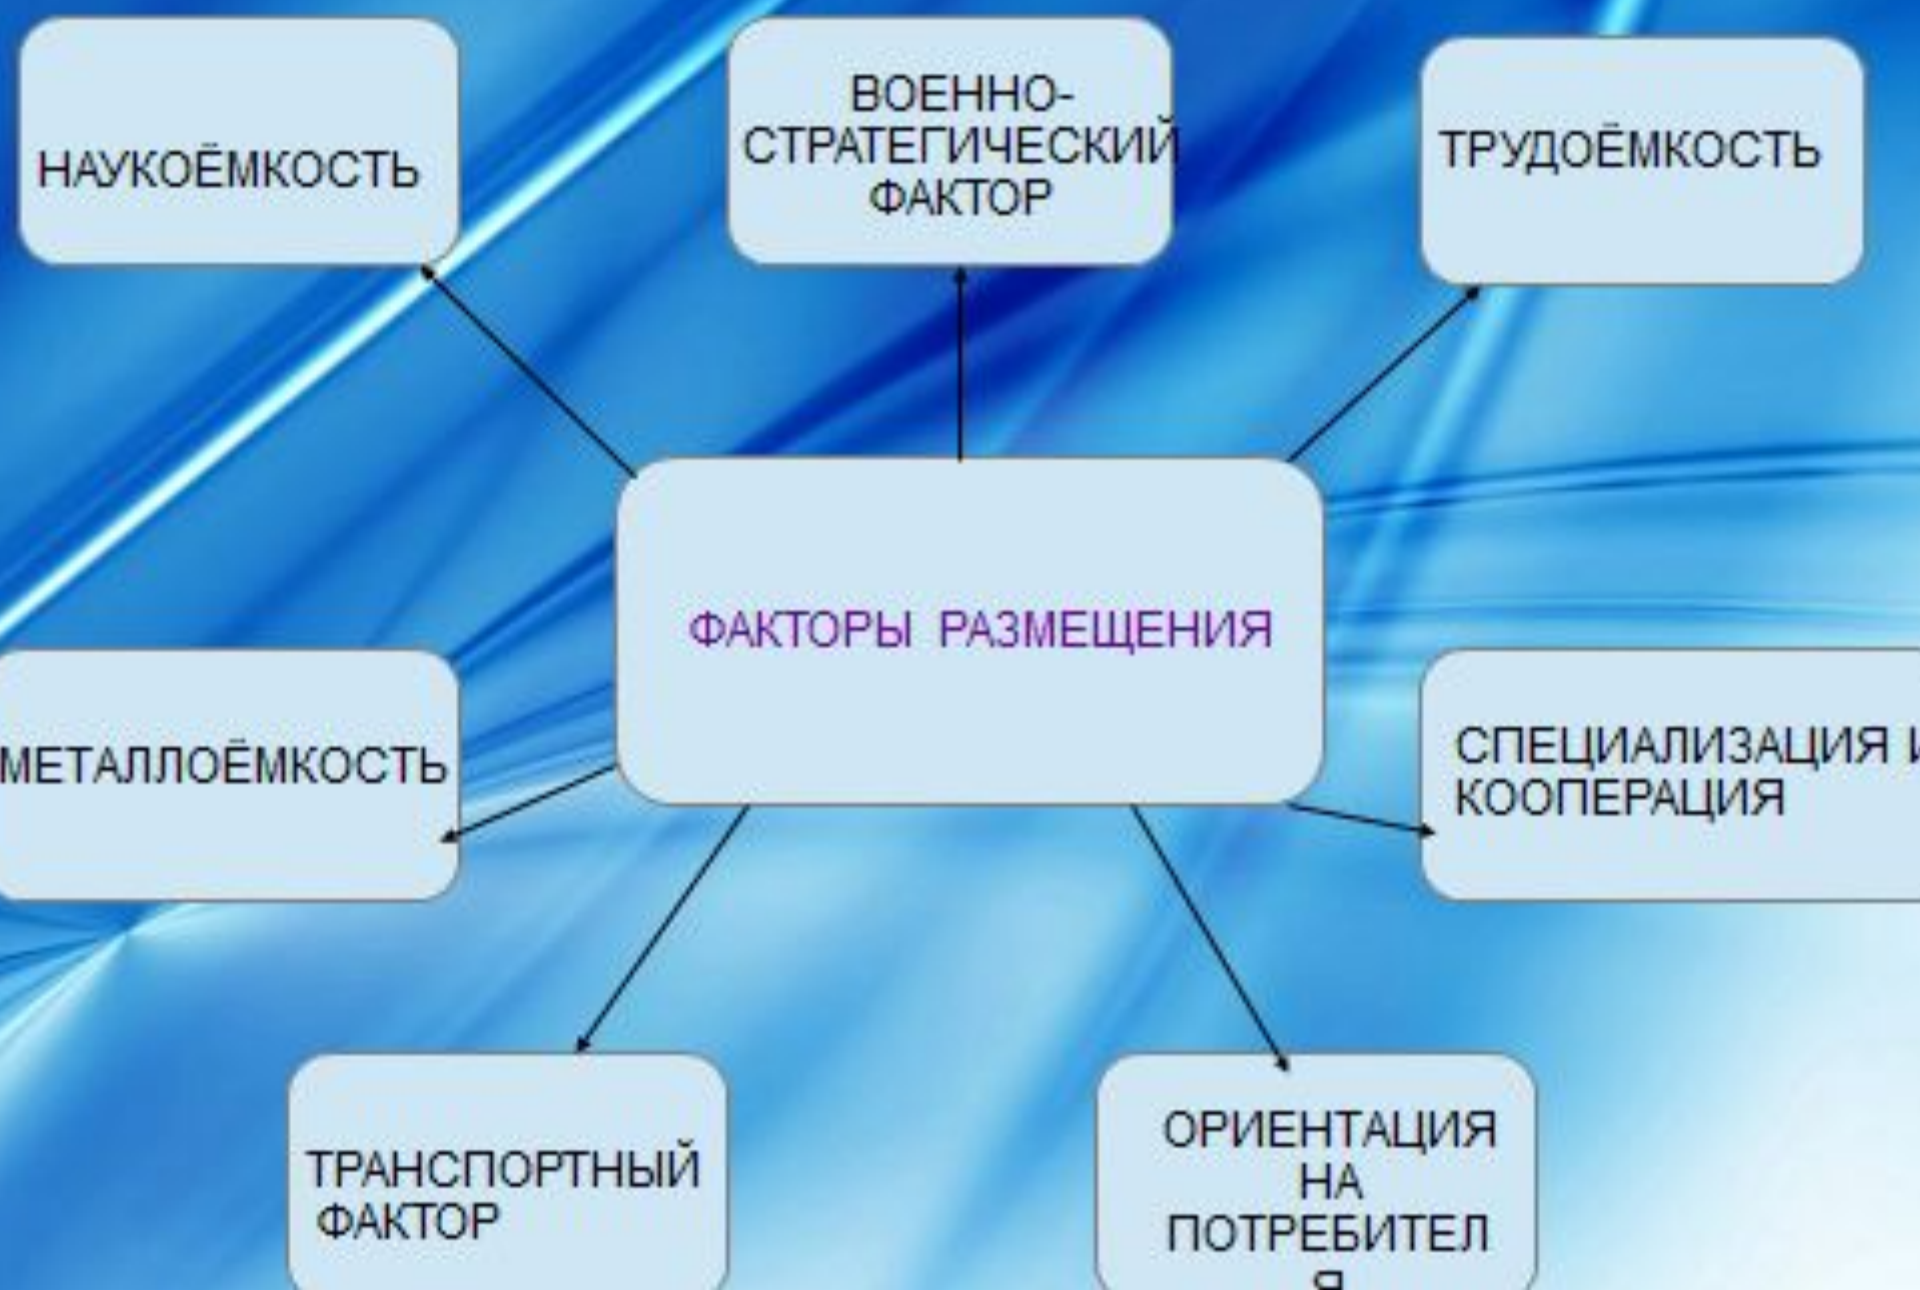 НАУКОЁМКОСТЬ
ВОЕННО-
СТРАТЕГИЧЕСКИЙ
ФАКТОР
ТРУДОЁМКОСТЬ
ФАКТОРЫ РАЗМЕЩЕНИЯ
МЕТАЛЛОЁМКОСТЬ
СПЕЦИАЛИЗАЦИЯ И
КООПЕРАЦИЯ
ТРАНСПОРТНЫЙ
ФАКТОР
ОРИЕНТАЦИЯ
НА
ПОТРЕБИТЕЛ
Я